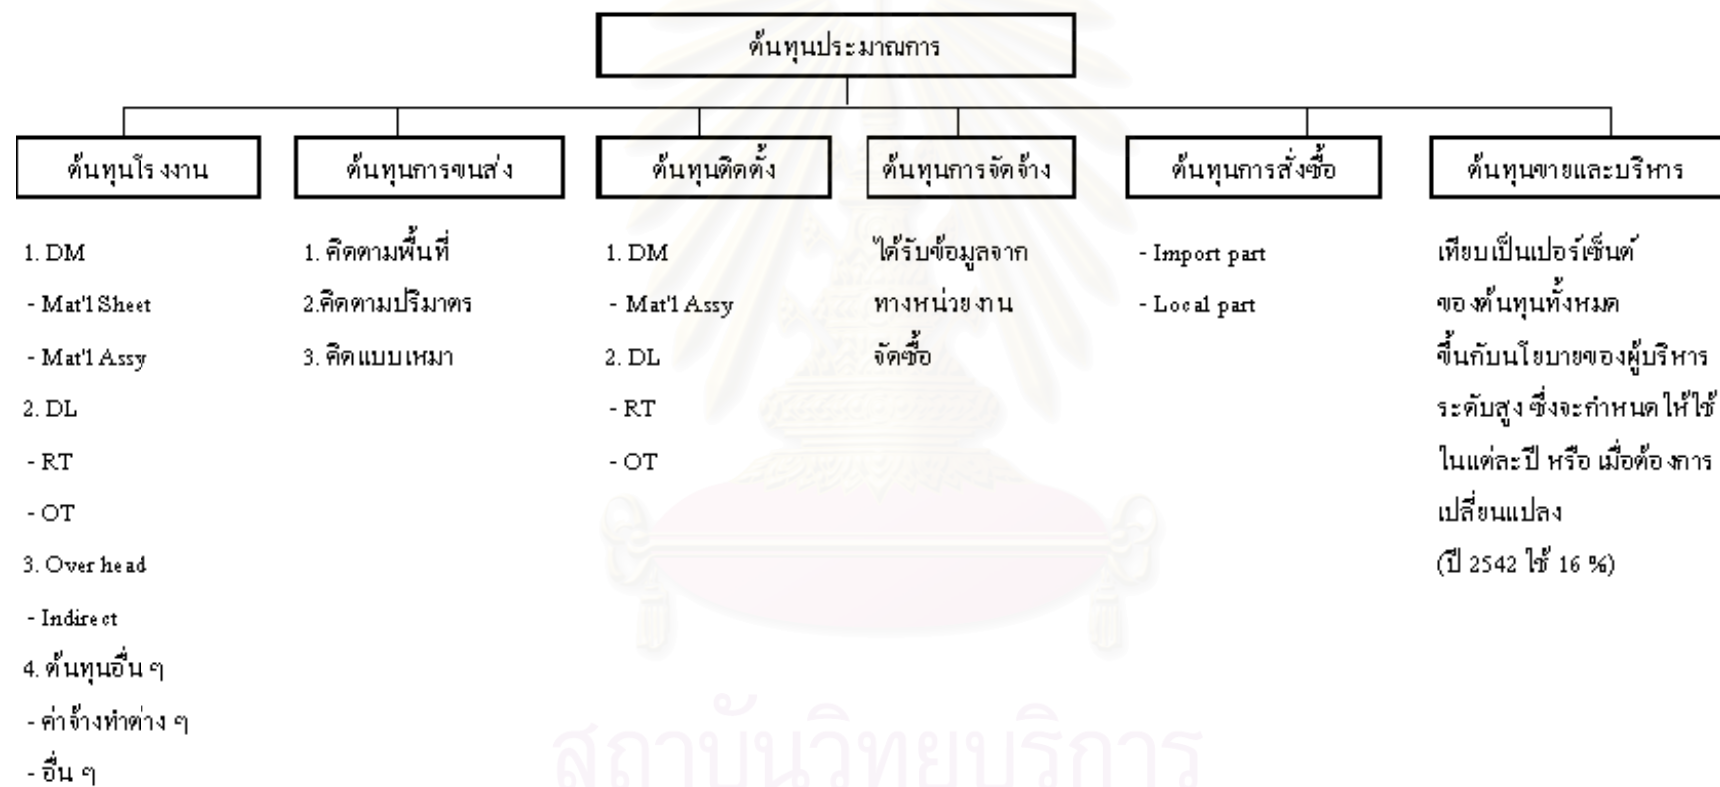 ต้นทุนประมาณการ
ต้นทุนโรงงาน
1. DM
- Mat'l Sheet
- Mat'l Assy
2. DL
- RT
- OT
3. Over head
- Indirect
4. ต้นทุนอื่น ๆ
- ค่าจ้างทำต่าง ๆ
- อื่น ๆ
ต้นทุนการขนส่ง
1. คิดตามพื้นที่
2.คิดตามปริมาตร
3. คิดแบบเหมา
ต้นทุนติดตั้ง
1. DM
- Mat'l Assy
2. DL
- RT
- OT
ต้นทุนการจัดจ้าง
ได้รับข้อมูลจาก
ทางหน่วยงาน
จัดซื้อ
ต้นทุนการสั่งซื้อ
- Import part
- Local part
ต้นทุนขายและบริหาร
เทียบเป็นเปอร์เซ็นต์
ของต้นทุนทั้งหมด
ขึ้นกับนโยบายของผู้บริหาร
ระดับสูง ซึ่งจะกำหนดให้ใช้
ในแต่ละปี หรือ เมื่อต้องการ
เปลี่ยนแปลง
(ปี 2542 ใช้ 16 %)
สถาบันวิทยบริการ